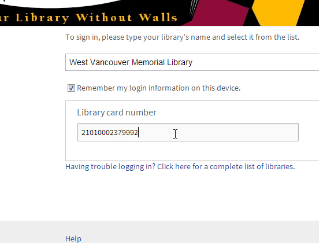 ur Library Without Walls
To sign in, please type your library's name and select it from the list.
West Vancouver Memorial Library
Remember my login information on this device.
Library card number
21010002379992
Having trouble logging in? Click here for a complete list of libraries.
Help